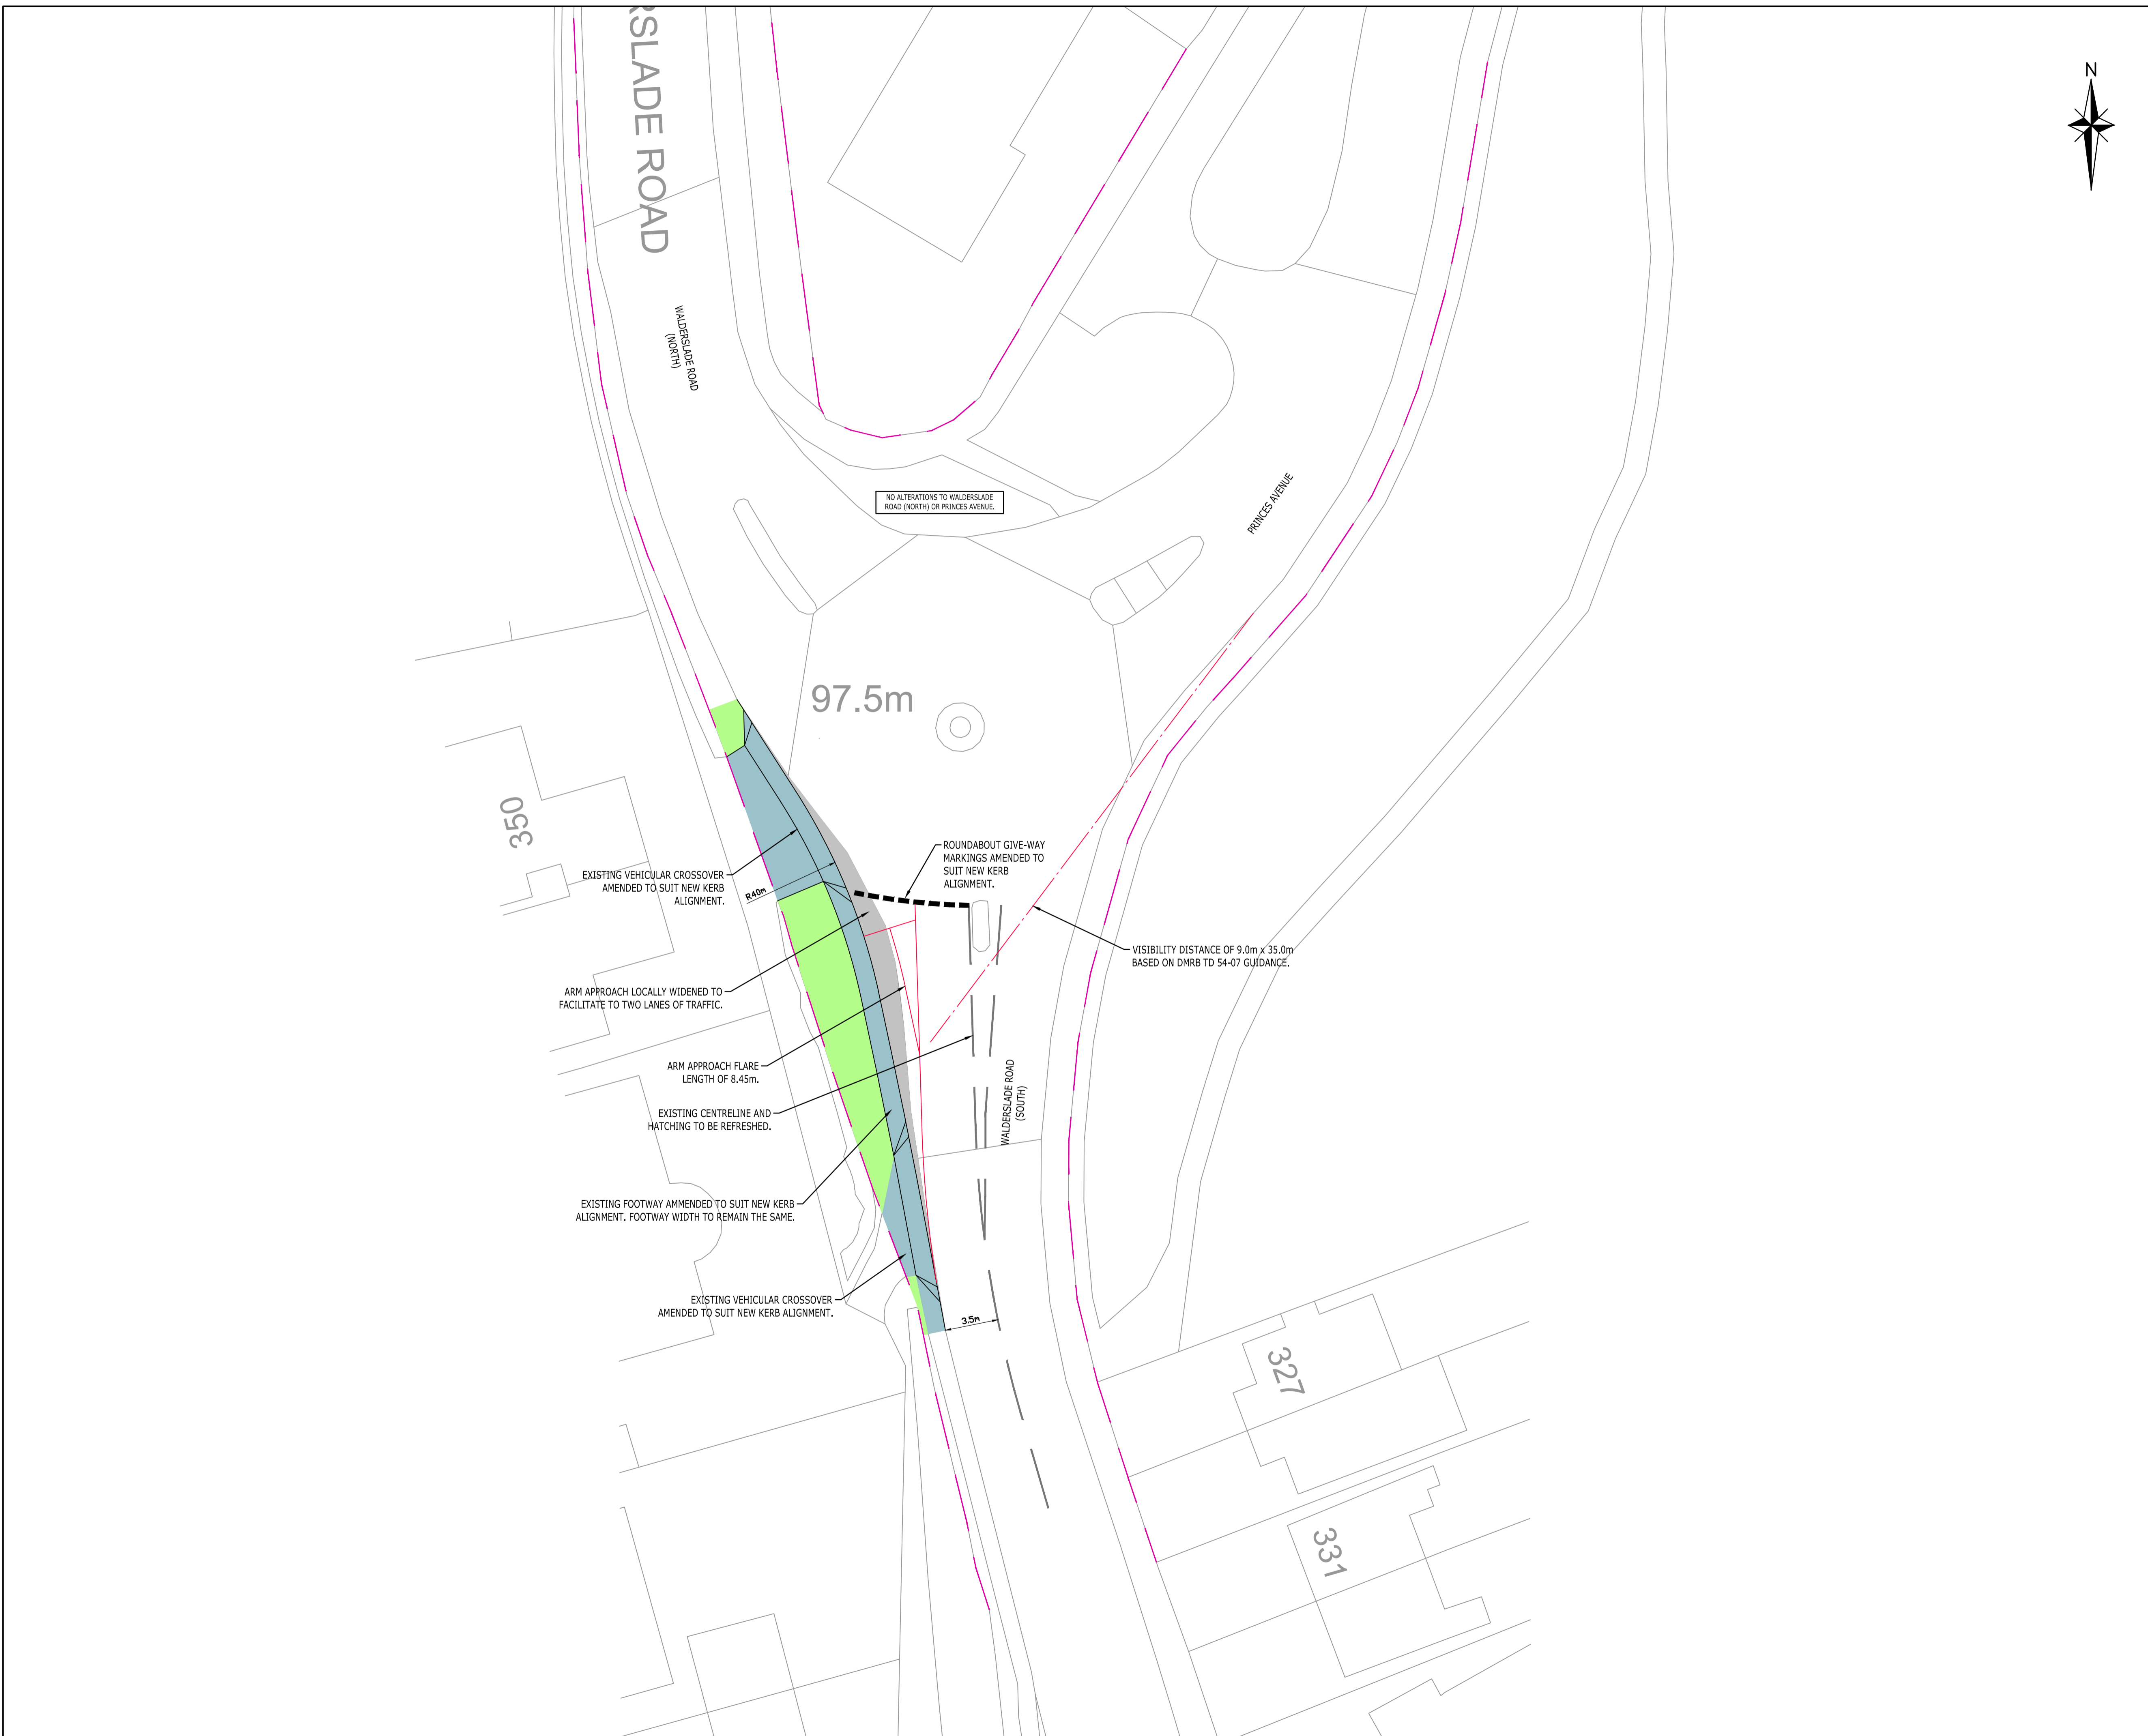 RSLADE ROAD
N
WALDERSLADE ROAD
(NORTH)
NO ALTERATIONS TO WALDERSLADE
ROAD (NORTH) OR PRINCES AVENUE.
PRINCES AVENUE
97.5m
350
ROUNDABOUT GIVE-WAY
MARKINGS AMENDED TO
SUIT NEW KERB
ALIGNMENT.
EXISTING VEHICULAR CROSSOVER
AMENDED TO SUIT NEW KERB
ALIGNMENT.
R40m
VISIBILITY DISTANCE OF 9.0m x 35.0m
BASED ON DMRB TD 54-07 GUIDANCE.
ARM APPROACH LOCALLY WIDENED TO
FACILITATE TO TWO LANES OF TRAFFIC.
ARM APPROACH FLARE
LENGTH OF 8.45m.
WALDERSLADE ROAD
(SOUTH)
EXISTING CENTRELINE AND
HATCHING TO BE REFRESHED.
EXISTING FOOTWAY AMMENDED TO SUIT NEW KERB
ALIGNMENT. FOOTWAY WIDTH TO REMAIN THE SAME.
EXISTING VEHICULAR CROSSOVER
AMENDED TO SUIT NEW KERB ALIGNMENT.
3.5m
327
331